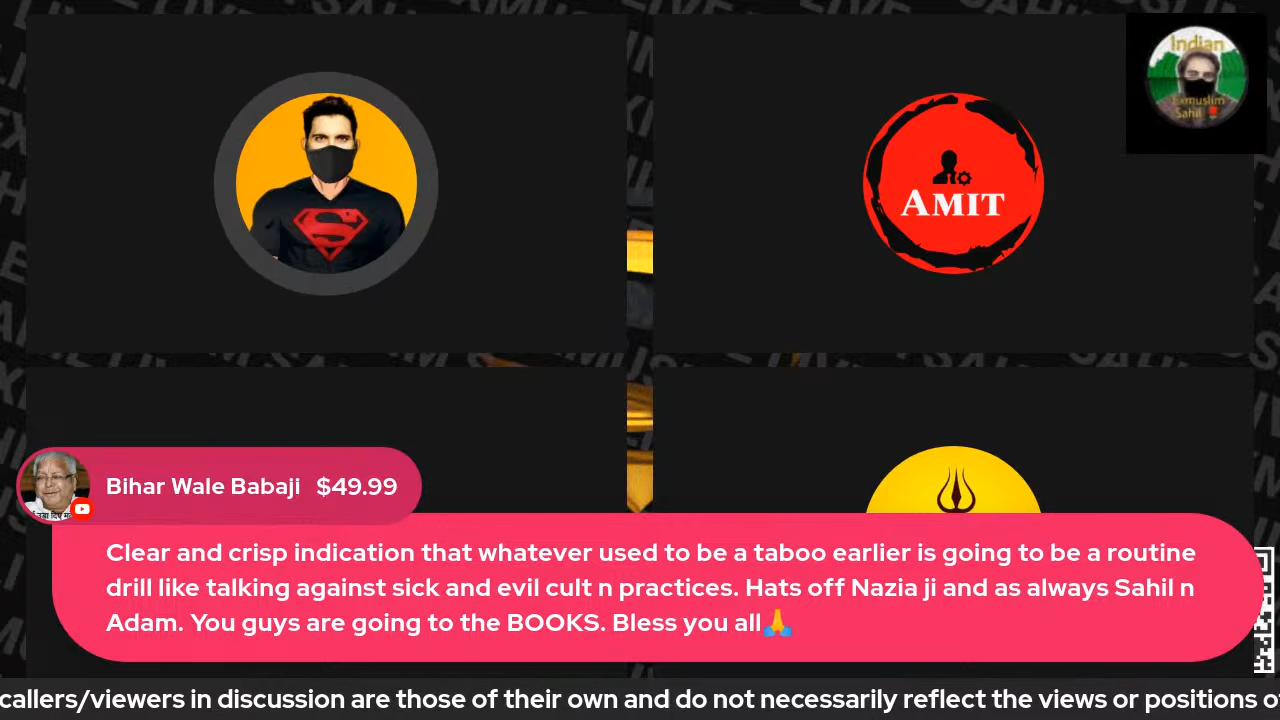 Indian
Exmuslim
Sahil
AMIT
Bihar Wale Babaji $49.99
Clear and crisp indication that whatever used to be a taboo earlier is going to be a routine
drill like talking against sick and evil cult n practices. Hats off Nazia ji and as always Sahil n
Adam. You guys are going to the BOOKS. Bless you all🙏
callers/viewers in discussion are those of their own and do not necessarily reflect the views or positions